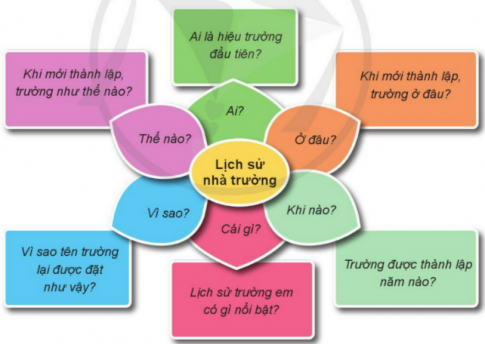 Ai là hiệu trưởng
đầu tiên?
Khi mới thành lập,
trường như thế nào?
Khi mới thành lập,
trường ở đâu?
Ai?
Thế nào?
Ở đâu?
Lịch sử
nhà trường
Vì sao?
Khi nào?
Cái gì?
Vì sao tên trường
lại được đặt
như vậy?
Trường được thành lập
năm nào?
Lịch sử trường em
có gì nổi bật?